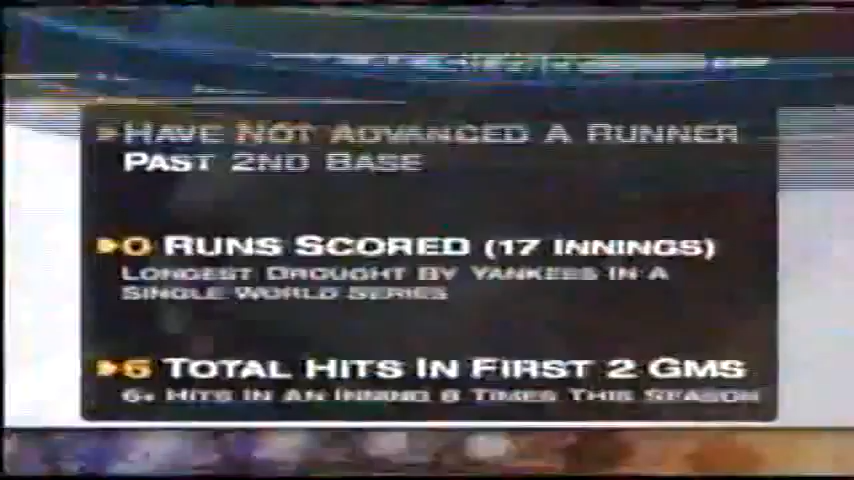 HAVE NOT ADVANCED A RUNNER
PAST 2ND BASE
0 RUNS SCORED (17 INNINGS)
LONGEST DROUGHT BY YANKEES IN A
SINGLE WORLD SERIES
TOTAL HITS IN FIRST 2 GMS
6+ HITS IN AN INNING 8 TIMES THIS SEASON